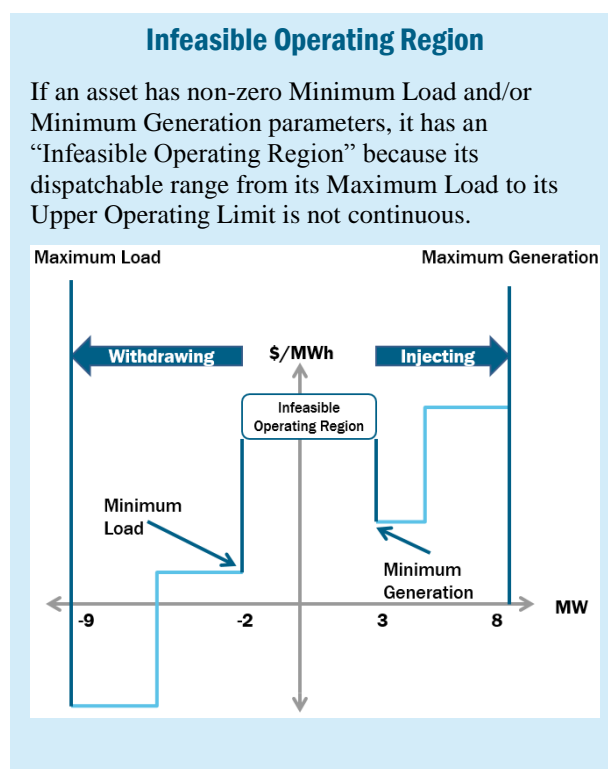 Infeasible Operating Region
If an asset has non-zero Minimum Load and/or
Minimum Generation parameters, it has an
“Infeasible Operating Region” because its
dispatchable range from its Maximum Load to its
Upper Operating Limit is not continuous.
Maximum Load
Maximum Generation
Withdrawing
$/MWh
Injecting
Infeasible
Operating Region
Minimum
Load
Minimum
Generation
MW
-9
-2
3
8